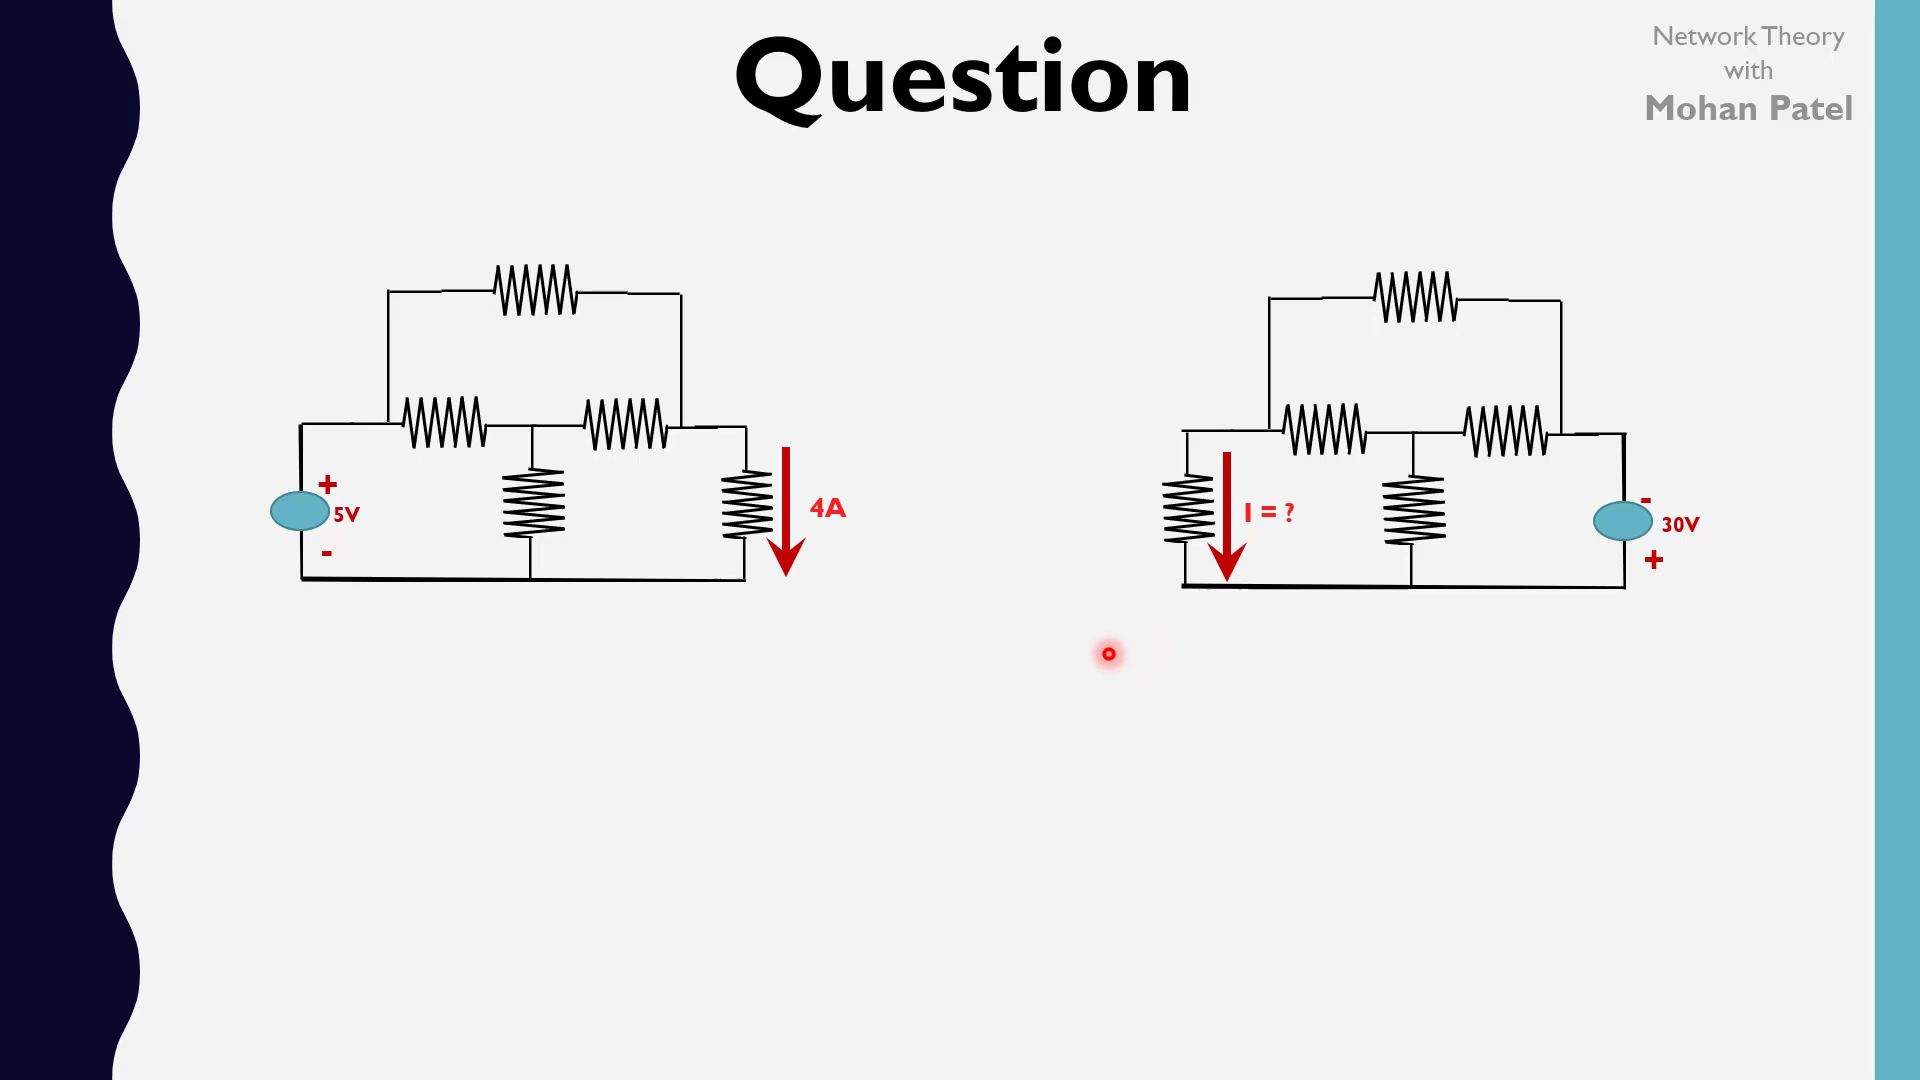 Question
Network Theory
with
Mohan Patel
+
5V
-
4A
I = ?
-
30V
+